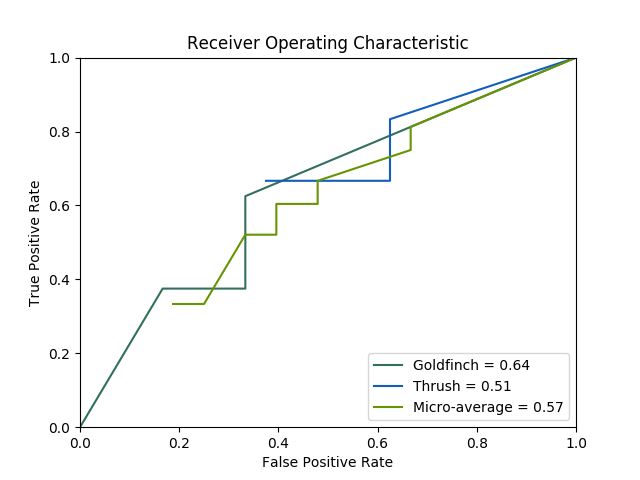 Receiver Operating Characteristic
True Positive Rate
1.0
0.8
0.6
0.4
0.2
0.0
Goldfinch = 0.64
Thrush = 0.51
Micro-average = 0.57
0.0 0.2 0.4 0.6 0.8 1.0
False Positive Rate